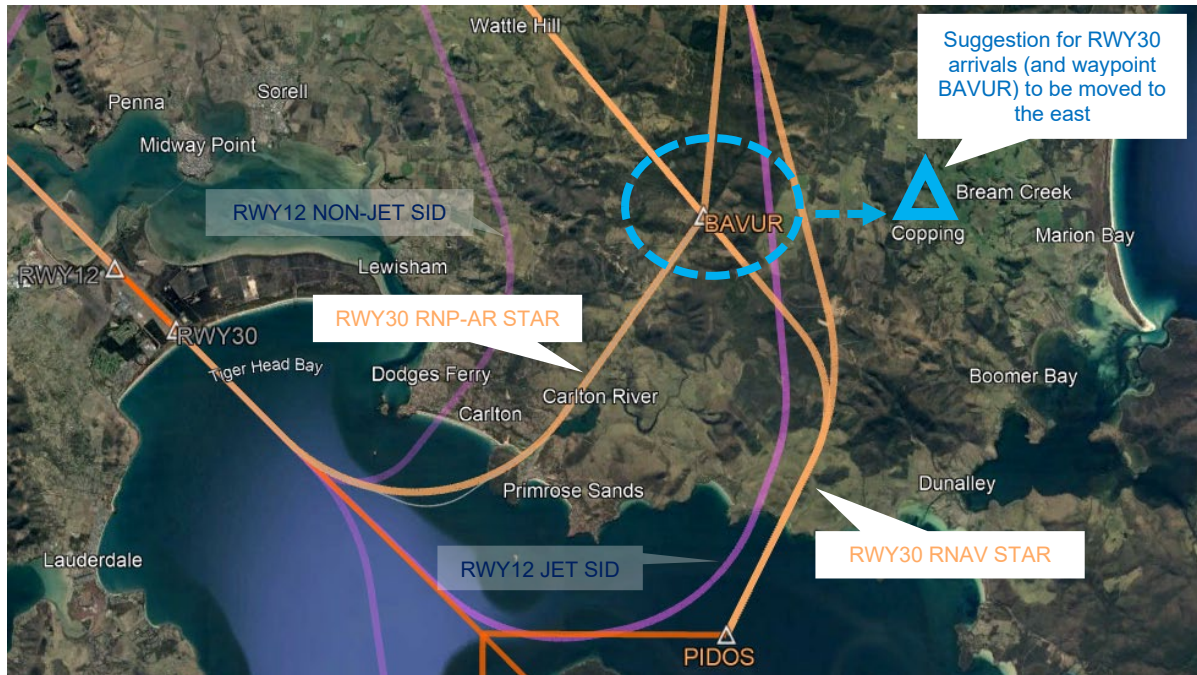 Wattle Hill
Suggestion for RWY30
arrivals (and waypoint
BAVUR) to be moved to
the east
Penna
Sorell
Midway Point
RWY12 NON-JET SID
BAVUR
Bream Creek
Copping
Marion Bay
Lewisham
RWY12
RWY30 RNP-AR STAR
RWY30
Tiger Head Bay
Dodges Ferry
Boomer Bay
Carlton River
Carlton
Primrose Sands
Dunalley
Lauderdale
RWY12 JET SID
RWY30 RNAV STAR
PIDOS